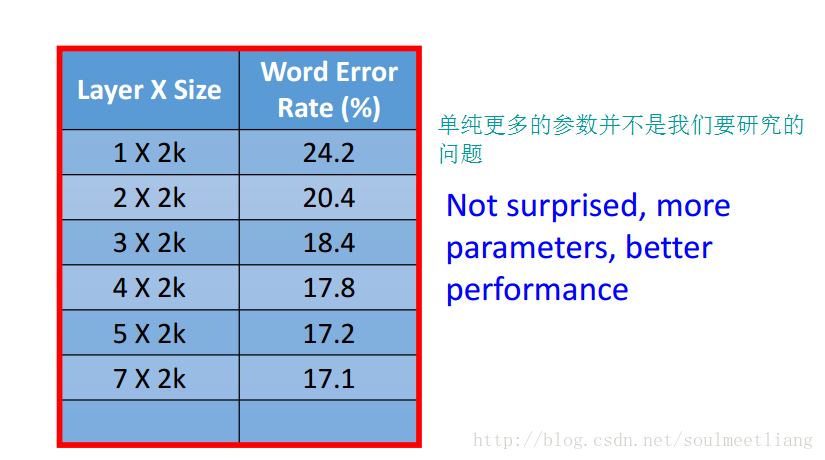 Layer X Size
Word Error
Rate (%)
1 X 2k 24.2
2 X 2k 20.4
3 X 2k 18.4
4 X 2k 17.8
5 X 2k 17.2
7 X 2k 17.1
单纯更多的参数并不是我们要研究的
问题
Not surprised, more
parameters, better
performance
http://blog.csdn.net/soulmeetliang